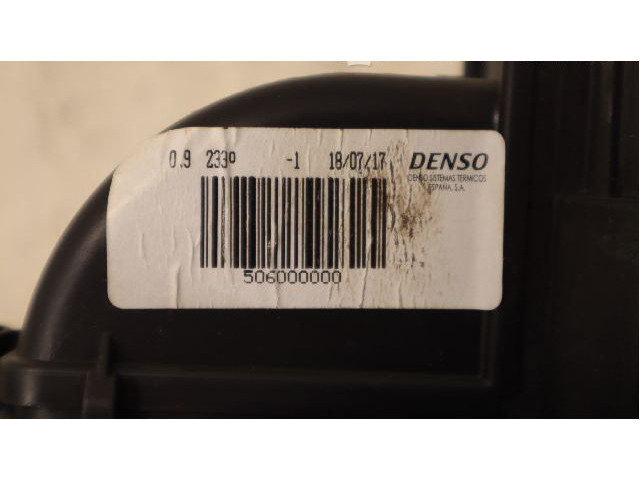 0.9 233º -1 18/07/17 DENSO
DENSO SISTEMAS TERMICOS
ESPAÑA, S.A.
506000000